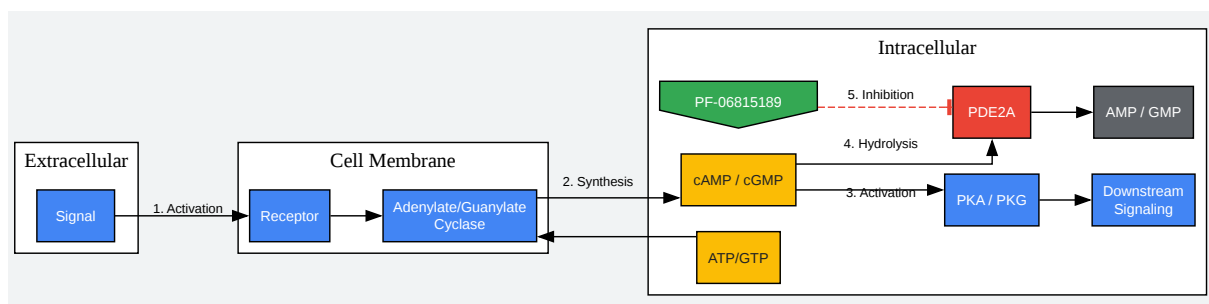 Intracellular
PF-06815189
5. Inhibition
PDE2A
AMP / GMP
4. Hydrolysis
Extracellular
Cell Membrane
Signal
1. Activation
Receptor
Adenylate/Guanylate
Cyclase
2. Synthesis
cAMP / cGMP
3. Activation
PKA / PKG
Downstream
Signaling
ATP/GTP